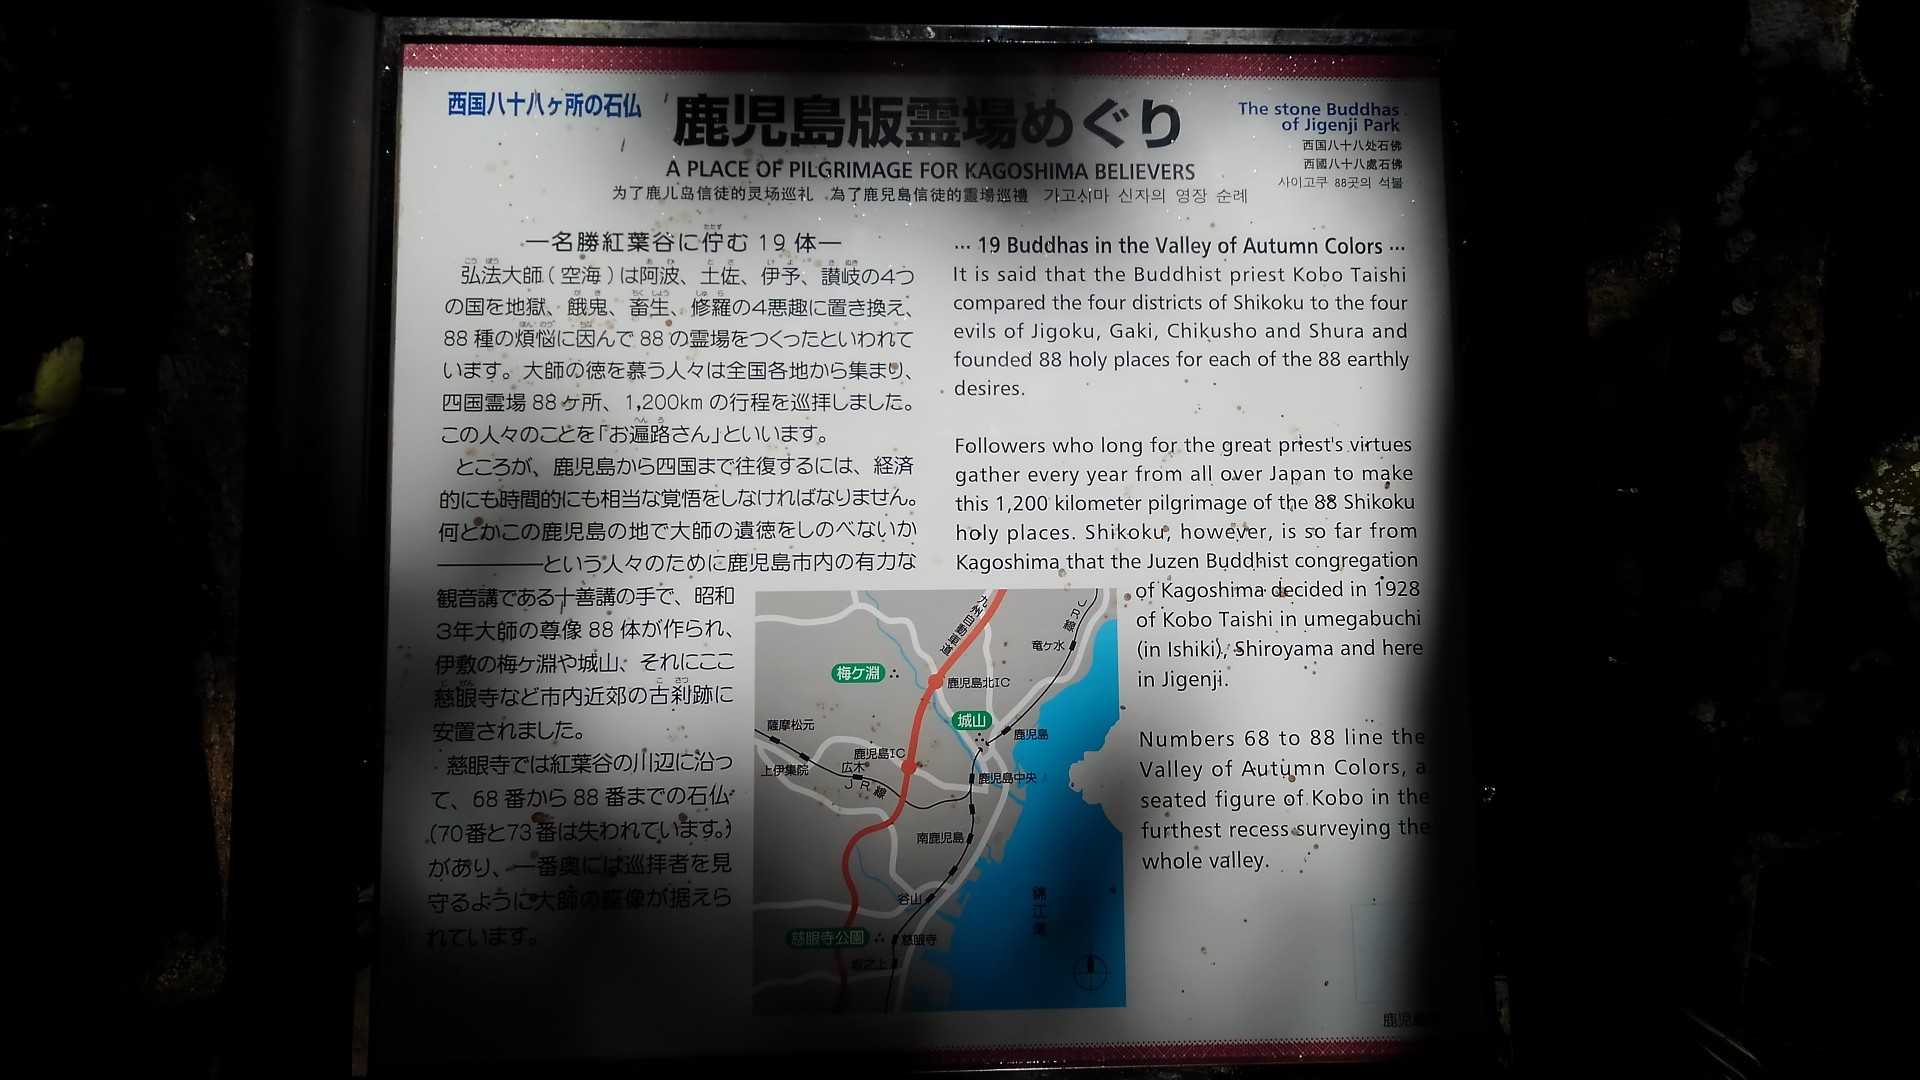 西国八十八ヶ所の石仏
鹿児島版霊場めぐり
A PLACE OF PILGRIMAGE FOR KAGOSHIMA BELIEVERS
为了鹿儿岛信徒的灵场巡礼 為了鹿兒島信徒的靈場巡禮 가고시마 신자의 영장 순례
The stone Buddhas
of Jigenji Park
西国八十八处石佛
西國八十八處石佛
사이고쿠 88곳의 석불
―名勝紅葉谷に佇む19体―
弘法大師(空海)は阿波、土佐、伊予、讃岐の4つ
の国を地獄、餓鬼、畜生、修羅の4悪趣に置き換え、
88種の煩悩に因んで88の霊場をつくったといわれて
います。大師の徳を慕う人々は全国各地から集まり、
四国霊場88ヶ所、1,200kmの行程を巡拝しました。
この人々のことを「お遍路さん」といいます。
ところが、鹿児島から四国まで往復するには、経済
的にも時間的にも相当な覚悟をしなければなりません。
何とかこの鹿児島の地で大師の遺徳をしのべないか
――――という人々のために鹿児島市内の有力な
観音講である十善講の手で、昭和
3年大師の尊像88体が作られ、
伊敷の梅ケ淵や城山、それにここ
慈眼寺など市内近郊の古刹跡に
安置されました。
慈眼寺では紅葉谷の川辺に沿っ
て、68番から88番までの石仏
(70番と73番は失われています。)
があり、一番奥には巡拝者を見
守るように大師の座像が据えら
れています。
··· 19 Buddhas in the Valley of Autumn Colors ···
It is said that the Buddhist priest Kobo Taishi
compared the four districts of Shikoku to the four
evils of Jigoku, Gaki, Chikusho and Shura and
founded 88 holy places for each of the 88 earthly
desires.
Followers who long for the great priest's virtues
gather every year from all over Japan to make
this 1,200 kilometer pilgrimage of the 88 Shikoku
holy places. Shikoku, however, is so far from
Kagoshima that the Juzen Buddhist congregation
of Kagoshima decided in 1928
of Kobo Taishi in umegabuchi
(in Ishiki), Shiroyama and here
in Jigenji.
Numbers 68 to 88 line the
Valley of Autumn Colors, a
seated figure of Kobo in the
furthest recess surveying the
whole valley.
九州自動車道
JR線
竜ヶ水
梅ケ淵
鹿児島北IC
城山
鹿児島
薩摩松元
鹿児島IC
上伊集院
広木
JR線
鹿児島中央
南鹿児島
谷山
錦江湾
慈眼寺公園
慈眼寺
坂之上
鹿児島